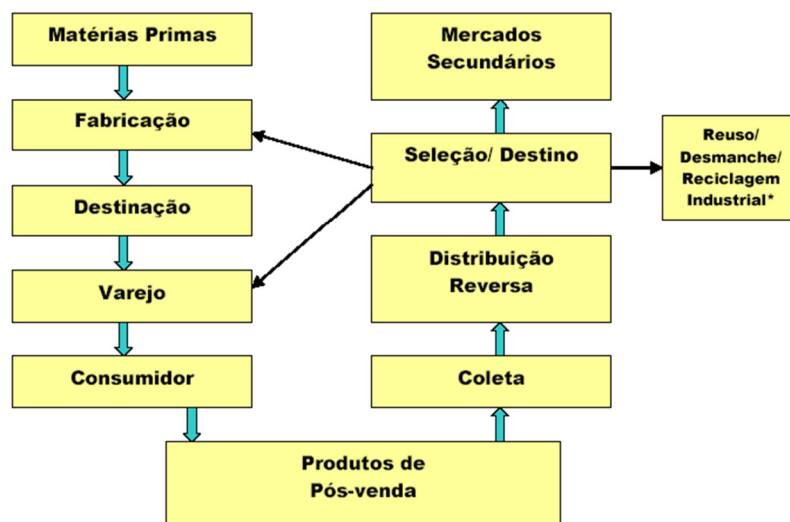 Matérias Primas
Fabricação
Destinação
Varejo
Consumidor
Produtos de
Pós-venda
Coleta
Distribuição
Reversa
Seleção/ Destino
Mercados
Secundários
Reuso/
Desmanche/
Reciclagem
Industrial*